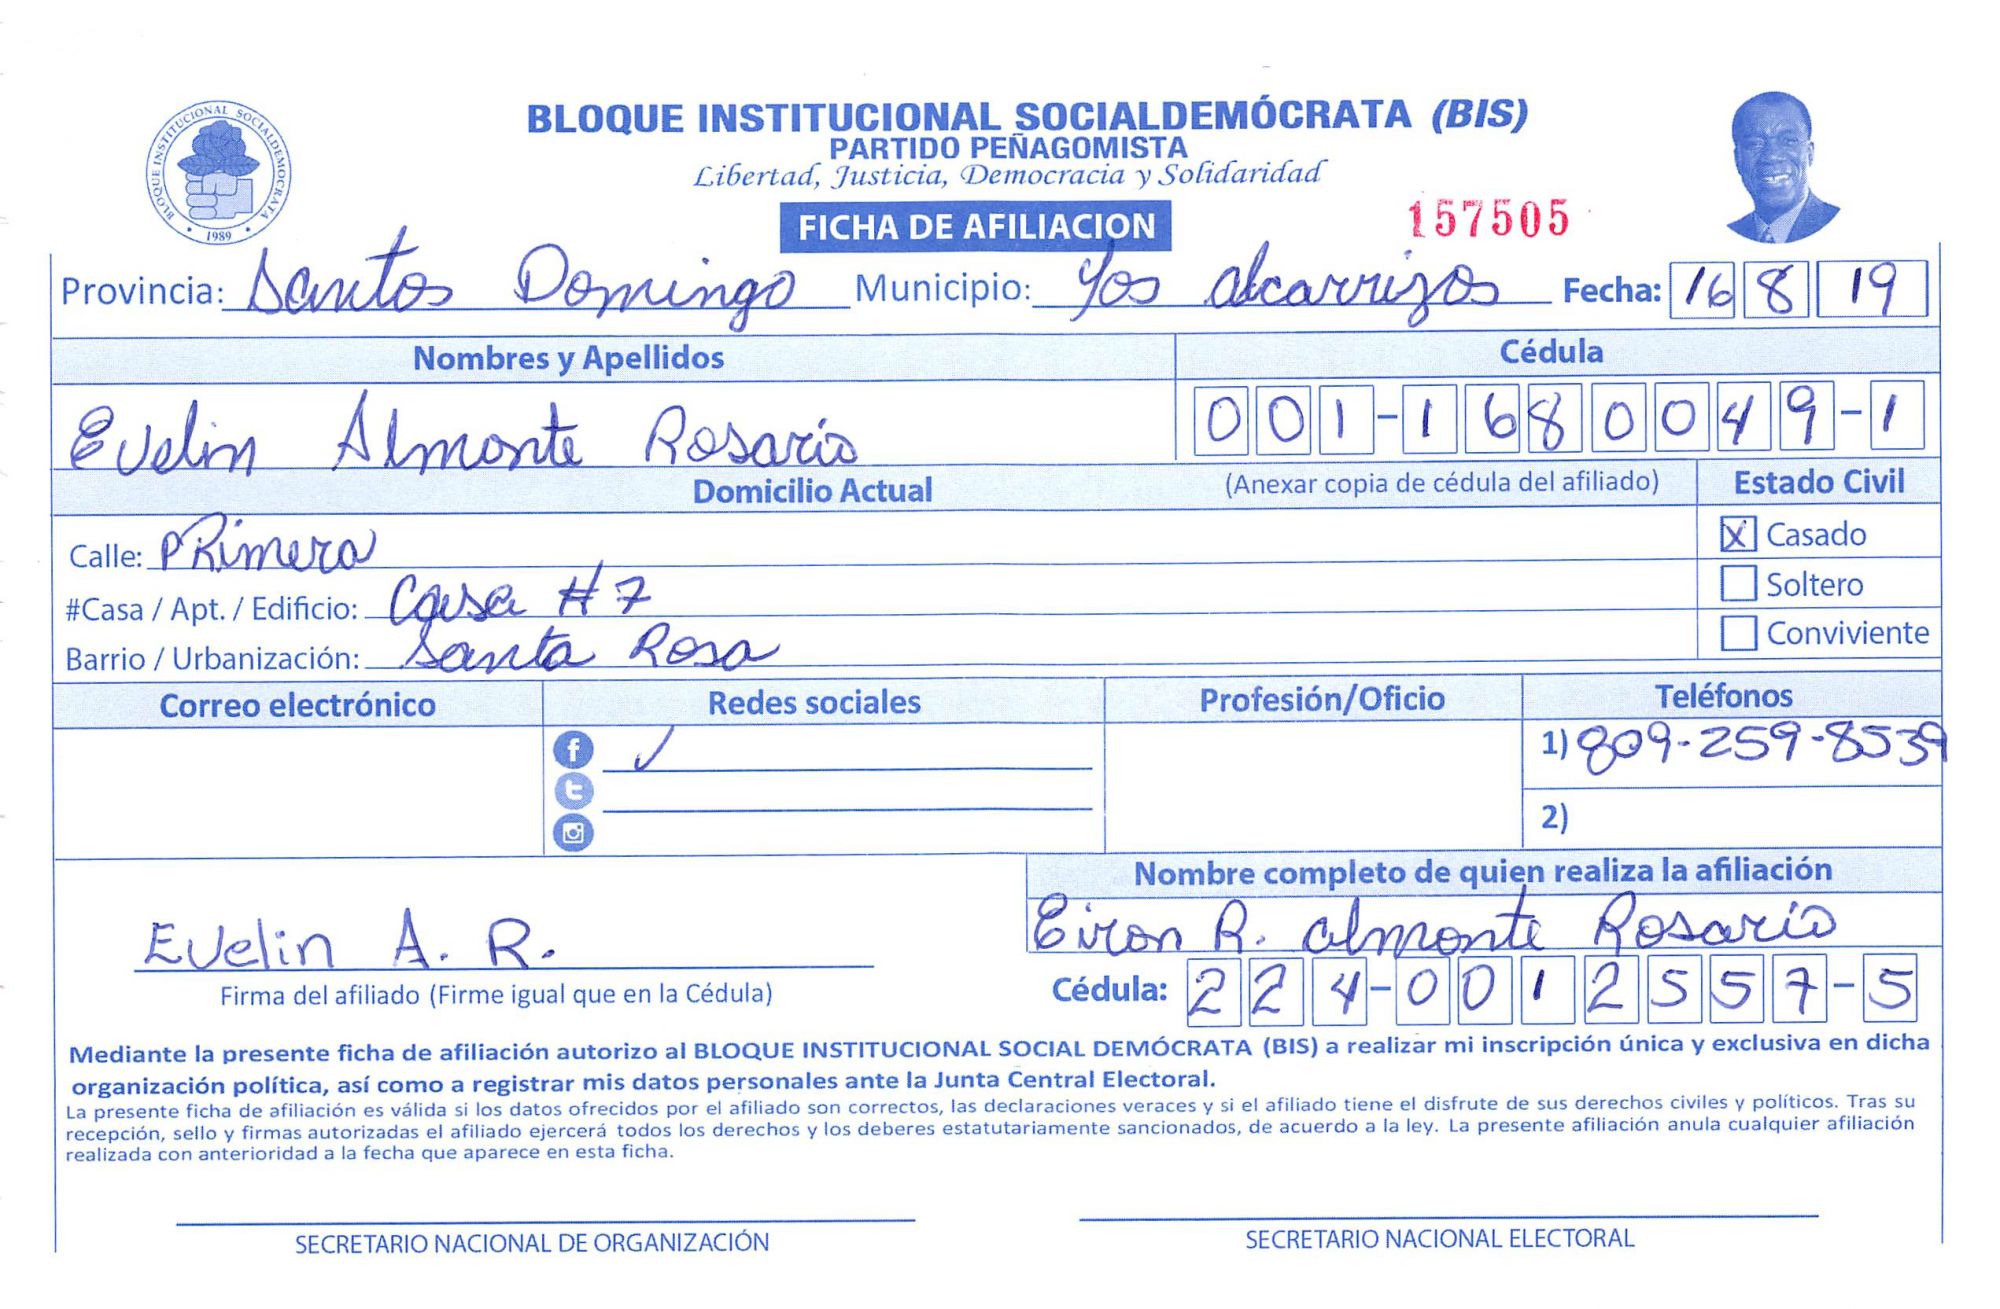 BLOQUE INSTITUCIONAL SOCIALDEMÓCRATA (BIS)
PARTIDO PEÑAGOMISTA
Libertad, Justicia, Democracia y Solidaridad
BLOQUE INSTITUCIONAL SOCIALDEMOCRATA
1989
FICHA DE AFILIACION
157505
Provincia: Santos Domingo Municipio: Los alcarrizos Fecha: 16 8 19
Nombres y Apellidos Cédula
Evelin Almonte Rosario 001-1680049-1
Domicilio Actual (Anexar copia de cédula del afiliado) Estado Civil
Calle: PRimera X Casado
#Casa / Apt. / Edificio: Casa #7 Soltero
Barrio / Urbanización: Santa Rosa Conviviente
Correo electrónico Redes sociales Profesión/Oficio Teléfonos
f ✓ 1) 809-259-8539
t
2)
Nombre completo de quien realiza la afiliación
Eiron R. almonte Rosario
Evelin A. R.
Firma del afiliado (Firme igual que en la Cédula) Cédula: 224-0012557-5
Mediante la presente ficha de afiliación autorizo al BLOQUE INSTITUCIONAL SOCIAL DEMÓCRATA (BIS) a realizar mi inscripción única y exclusiva en dicha
organización política, así como a registrar mis datos personales ante la Junta Central Electoral.
La presente ficha de afiliación es válida si los datos ofrecidos por el afiliado son correctos, las declaraciones veraces y si el afiliado tiene el disfrute de sus derechos civiles y políticos. Tras su
recepción, sello y firmas autorizadas el afiliado ejercerá todos los derechos y los deberes estatutariamente sancionados, de acuerdo a la ley. La presente afiliación anula cualquier afiliación
realizada con anterioridad a la fecha que aparece en esta ficha.
SECRETARIO NACIONAL DE ORGANIZACIÓN SECRETARIO NACIONAL ELECTORAL